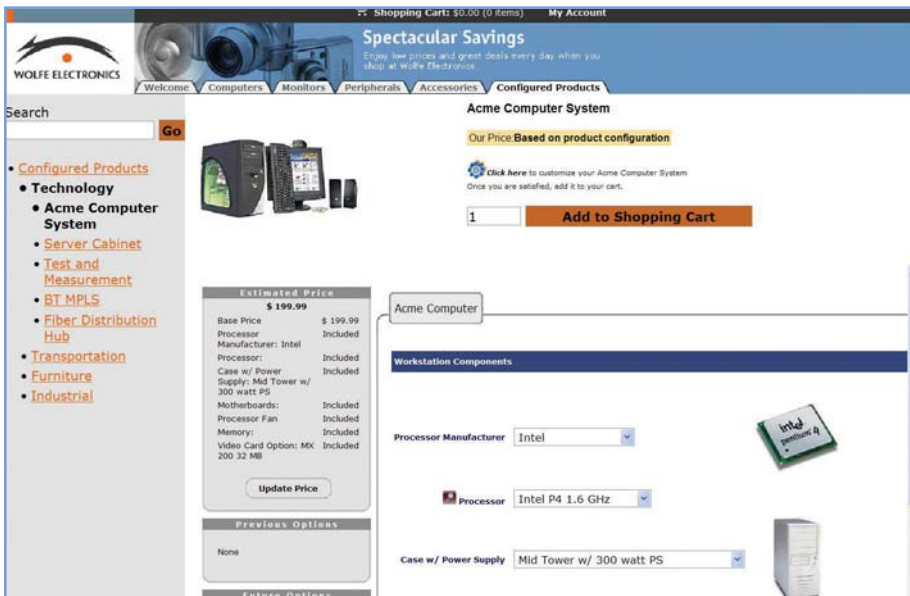 Shopping Cart: $0.00 (0 items) My Account
WOLFE ELECTRONICS
Spectacular Savings
Enjoy low prices and great deals every day when you
shop at Wolfe Electronics.
Welcome Computers Monitors Peripherals Accessories Configured Products
Search
Go
Configured Products
Technology
Acme Computer
System
Server Cabinet
Test and
Measurement
BT MPLS
Fiber Distribution
Hub
Transportation
Furniture
Industrial
Acme Computer System
Our Price:Based on product configuration
Click here to customize your Acme Computer System
Once you are satisfied, add it to your cart.
1 Add to Shopping Cart
Estimated Price
$ 199.99
Base Price $ 199.99
Processor Included
Manufacturer: Intel
Processor: Included
Case w/ Power Included
Supply: Mid Tower w/
300 watt PS
Motherboards: Included
Processor Fan Included
Memory: Included
Video Card Option: MX Included
200 32 MB
Update Price
Previous Options
None
Future Options
Acme Computer
Workstation Components
Processor Manufacturer Intel
intel
pentium 4
Processor Intel P4 1.6 GHz
Case w/ Power Supply Mid Tower w/ 300 watt PS